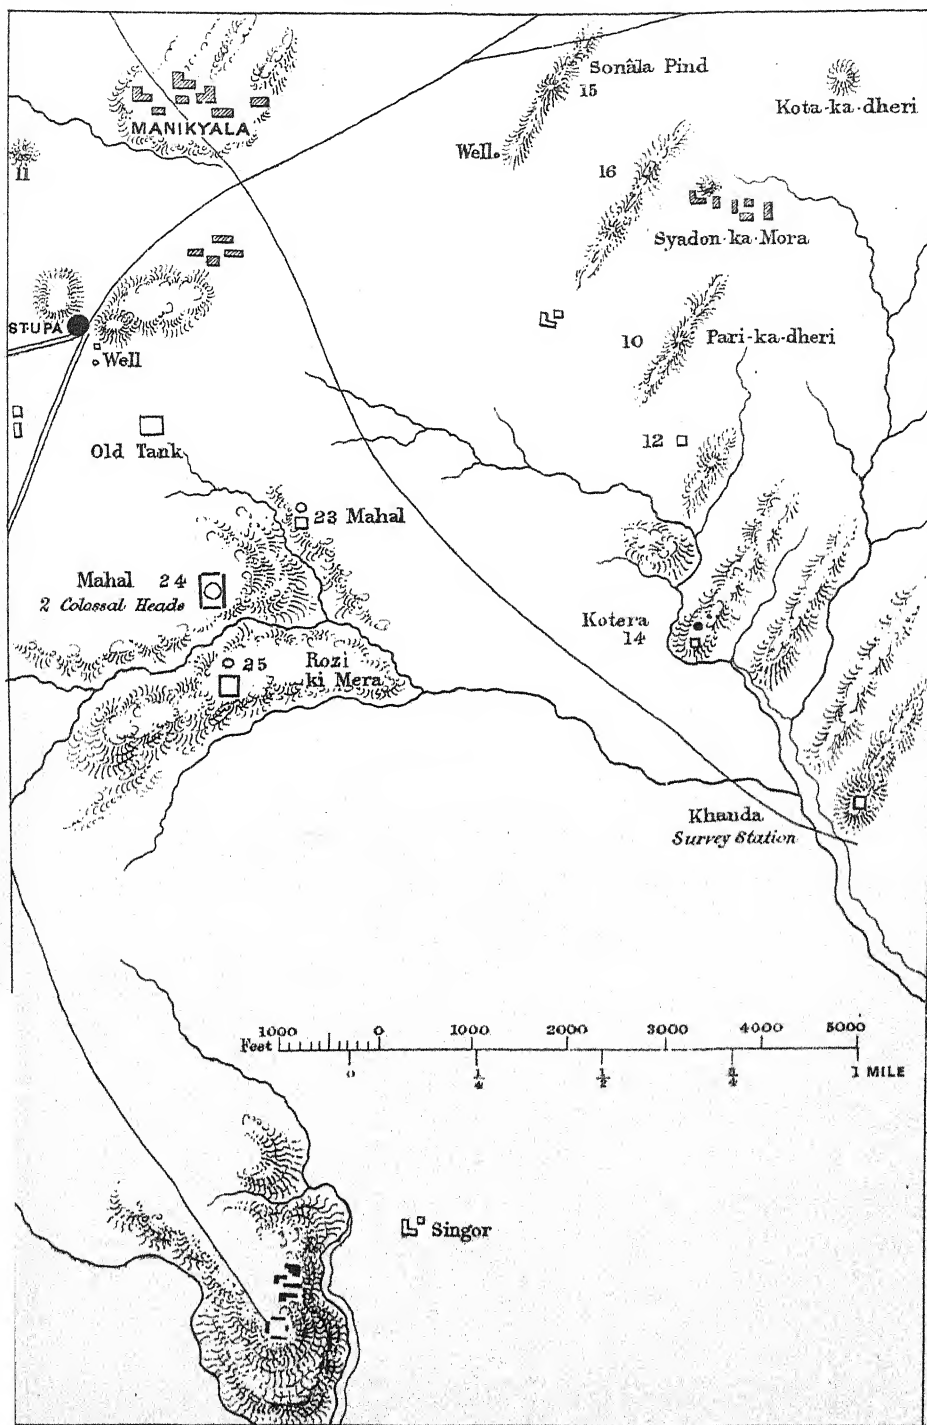 Sonâla Pind
15
Kota-ka-dheri
MANIKYALA
Well
11
16
Syadon-ka-Mora
STUPA
10
Pari-ka-dheri
Well
12
Old Tank
23 Mahal
Mahal 24
2 Colossal Heads
Kotera
14
25
Rozi
ki Mera
Khanda
Survey Station
1000 0 1000 2000 3000 4000 5000
Feet
0 1/4 1/2 3/4 1 MILE
Singor